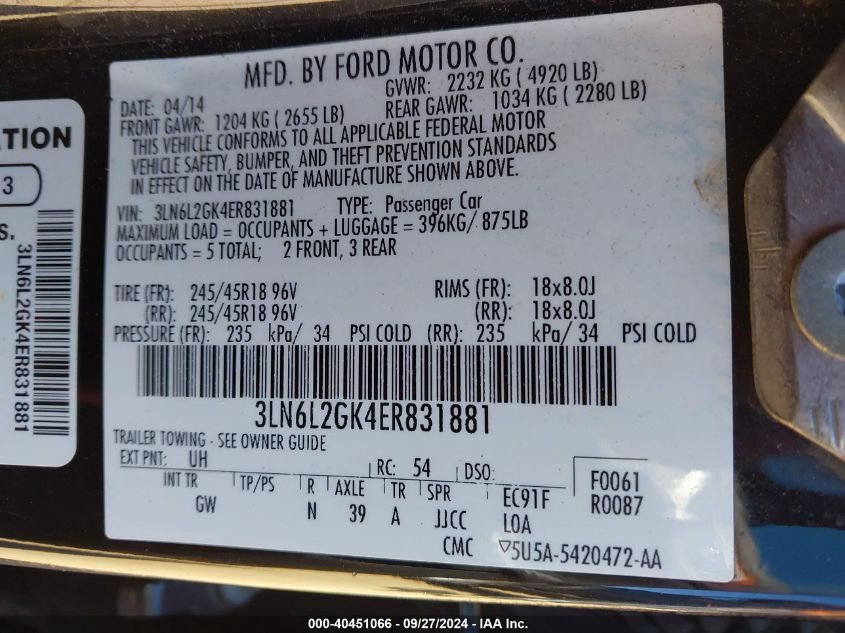 MFD. BY FORD MOTOR CO.
DATE: 04/14 GVWR: 2232 KG ( 4920 LB)
FRONT GAWR: 1204 KG ( 2655 LB) REAR GAWR: 1034 KG ( 2280 LB)
THIS VEHICLE CONFORMS TO ALL APPLICABLE FEDERAL MOTOR
VEHICLE SAFETY, BUMPER, AND THEFT PREVENTION STANDARDS
IN EFFECT ON THE DATE OF MANUFACTURE SHOWN ABOVE.
VIN: 3LN6L2GK4ER831881 TYPE: Passenger Car
MAXIMUM LOAD = OCCUPANTS + LUGGAGE = 396KG/ 875LB
OCCUPANTS = 5 TOTAL; 2 FRONT, 3 REAR
TIRE (FR): 245/45R18 96V RIMS (FR): 18x8.0J
(RR): 245/45R18 96V (RR): 18x8.0J
PRESSURE (FR): 235 kPa/ 34 PSI COLD (RR): 235 kPa/ 34 PSI COLD
3LN6L2GK4ER831881
TRAILER TOWING - SEE OWNER GUIDE
EXT PNT: UH RC: 54 DSO:
INT TR TP/PS R AXLE TR SPR EC91F F0061
GW N 39 A JJCC LOA R0087
CMC ▽5U5A-5420472-AA
ATION
3
S.
3LN6L2GK4ER831881
000-40451066 - 09/27/2024 - IAA Inc.